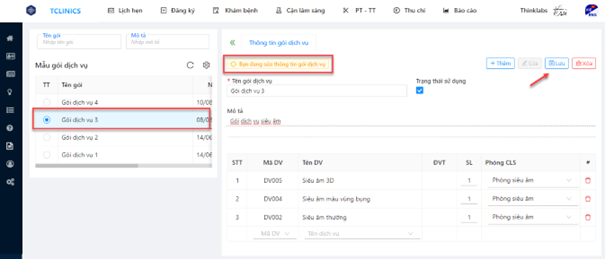 TCLINICS
Lịch hẹn
Đăng ký
Khám bệnh
Cận lâm sàng
PT - TT
Thu chi
Báo cáo
Thinklabs
ENG
Tên gói
Nhập tên gói
Mô tả
Nhập mô tả
Mẫu gói dịch vụ
TT Tên gói
Gói dịch vụ 4 10/08
Gói dịch vụ 3 08/08
Gói dịch vụ 2 14/06
Gói dịch vụ 1 14/06
Thông tin gói dịch vụ
Bạn đang sửa thông tin gói dịch vụ
+ Thêm
Sửa
Lưu
Xóa
* Tên gói dịch vụ
Gói dịch vụ 3
Trạng thái sử dụng
Mô tả
Gói dịch vụ siêu âm
STT Mã DV Tên DV ĐVT SL Phòng CLS #
1 DV005 Siêu âm 3D 1 Phòng siêu âm
2 DV004 Siêu âm màu vùng bụng 1 Phòng siêu âm
3 DV002 Siêu âm thường 1 Phòng siêu âm
Mã DV Tên dịch vụ